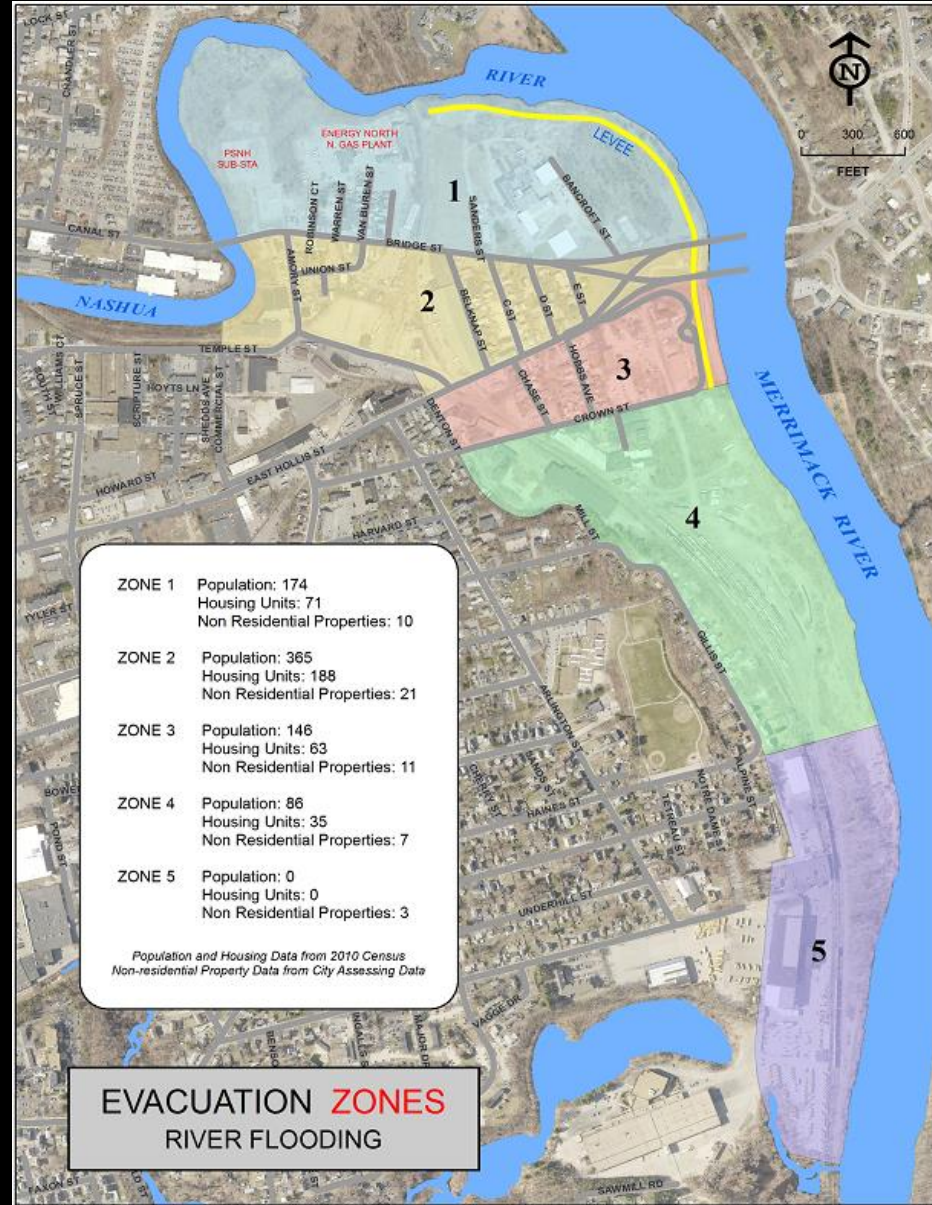 LOCK ST
CHANDLER ST
RIVER
N
0 300 600
FEET
LEVEE
PSNH
SUB-STA
ENERGY NORTH
N. GAS PLANT
ROBINSON CT
WARREN ST
VAN BUREN ST
1
SANDERS ST
BANCROFT ST
CANAL ST
BRIDGE ST
AMORY ST
UNION ST
NASHUA
2
BELKNAP ST
C ST
D ST
E ST
TEMPLE ST
WILLIAMS CT
SPRUCE ST
SCRIPTURE ST
HOYTS LN
SHEDDS AVE
COMMERCIAL ST
DENTON ST
CHASE ST
HOBBS AVE
3
CROWN ST
MERRIMACK RIVER
EAST HOLLIS ST
HOWARD ST
HARVARD ST
MILL ST
4
TYLER ST
GILLIS ST
ZONE 1 Population: 174
Housing Units: 71
Non Residential Properties: 10
ZONE 2 Population: 365
Housing Units: 188
Non Residential Properties: 21
ZONE 3 Population: 146
Housing Units: 63
Non Residential Properties: 11
ZONE 4 Population: 86
Housing Units: 35
Non Residential Properties: 7
ZONE 5 Population: 0
Housing Units: 0
Non Residential Properties: 3
Population and Housing Data from 2010 Census
Non-residential Property Data from City Assessing Data
ARLINGTON ST
CHERRY ST
SANDS ST
HAINES ST
TETREAU ST
NOTRE DAME ST
ALPINE ST
BOWE
POND ST
UNDERHILL ST
5
VAGGE DR
BENSO
INGALLS S
MAJOR DR
EVACUATION ZONES
RIVER FLOODING
FAXON ST
ST
SAWMILL RD